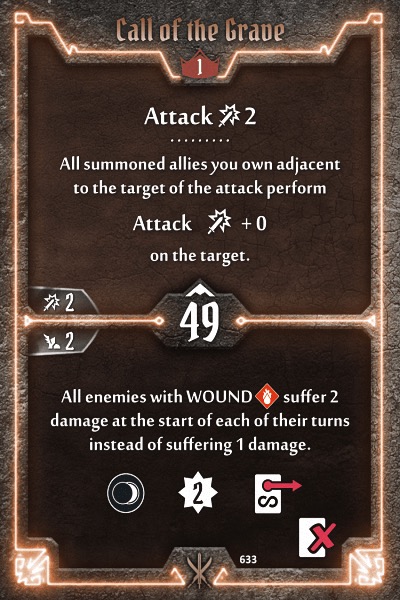 Call of the Grave
1
Attack 2
All summoned allies you own adjacent
to the target of the attack perform
Attack + 0
on the target.
2
49
2
All enemies with WOUND suffer 2
damage at the start of each of their turns
instead of suffering 1 damage.
2
633